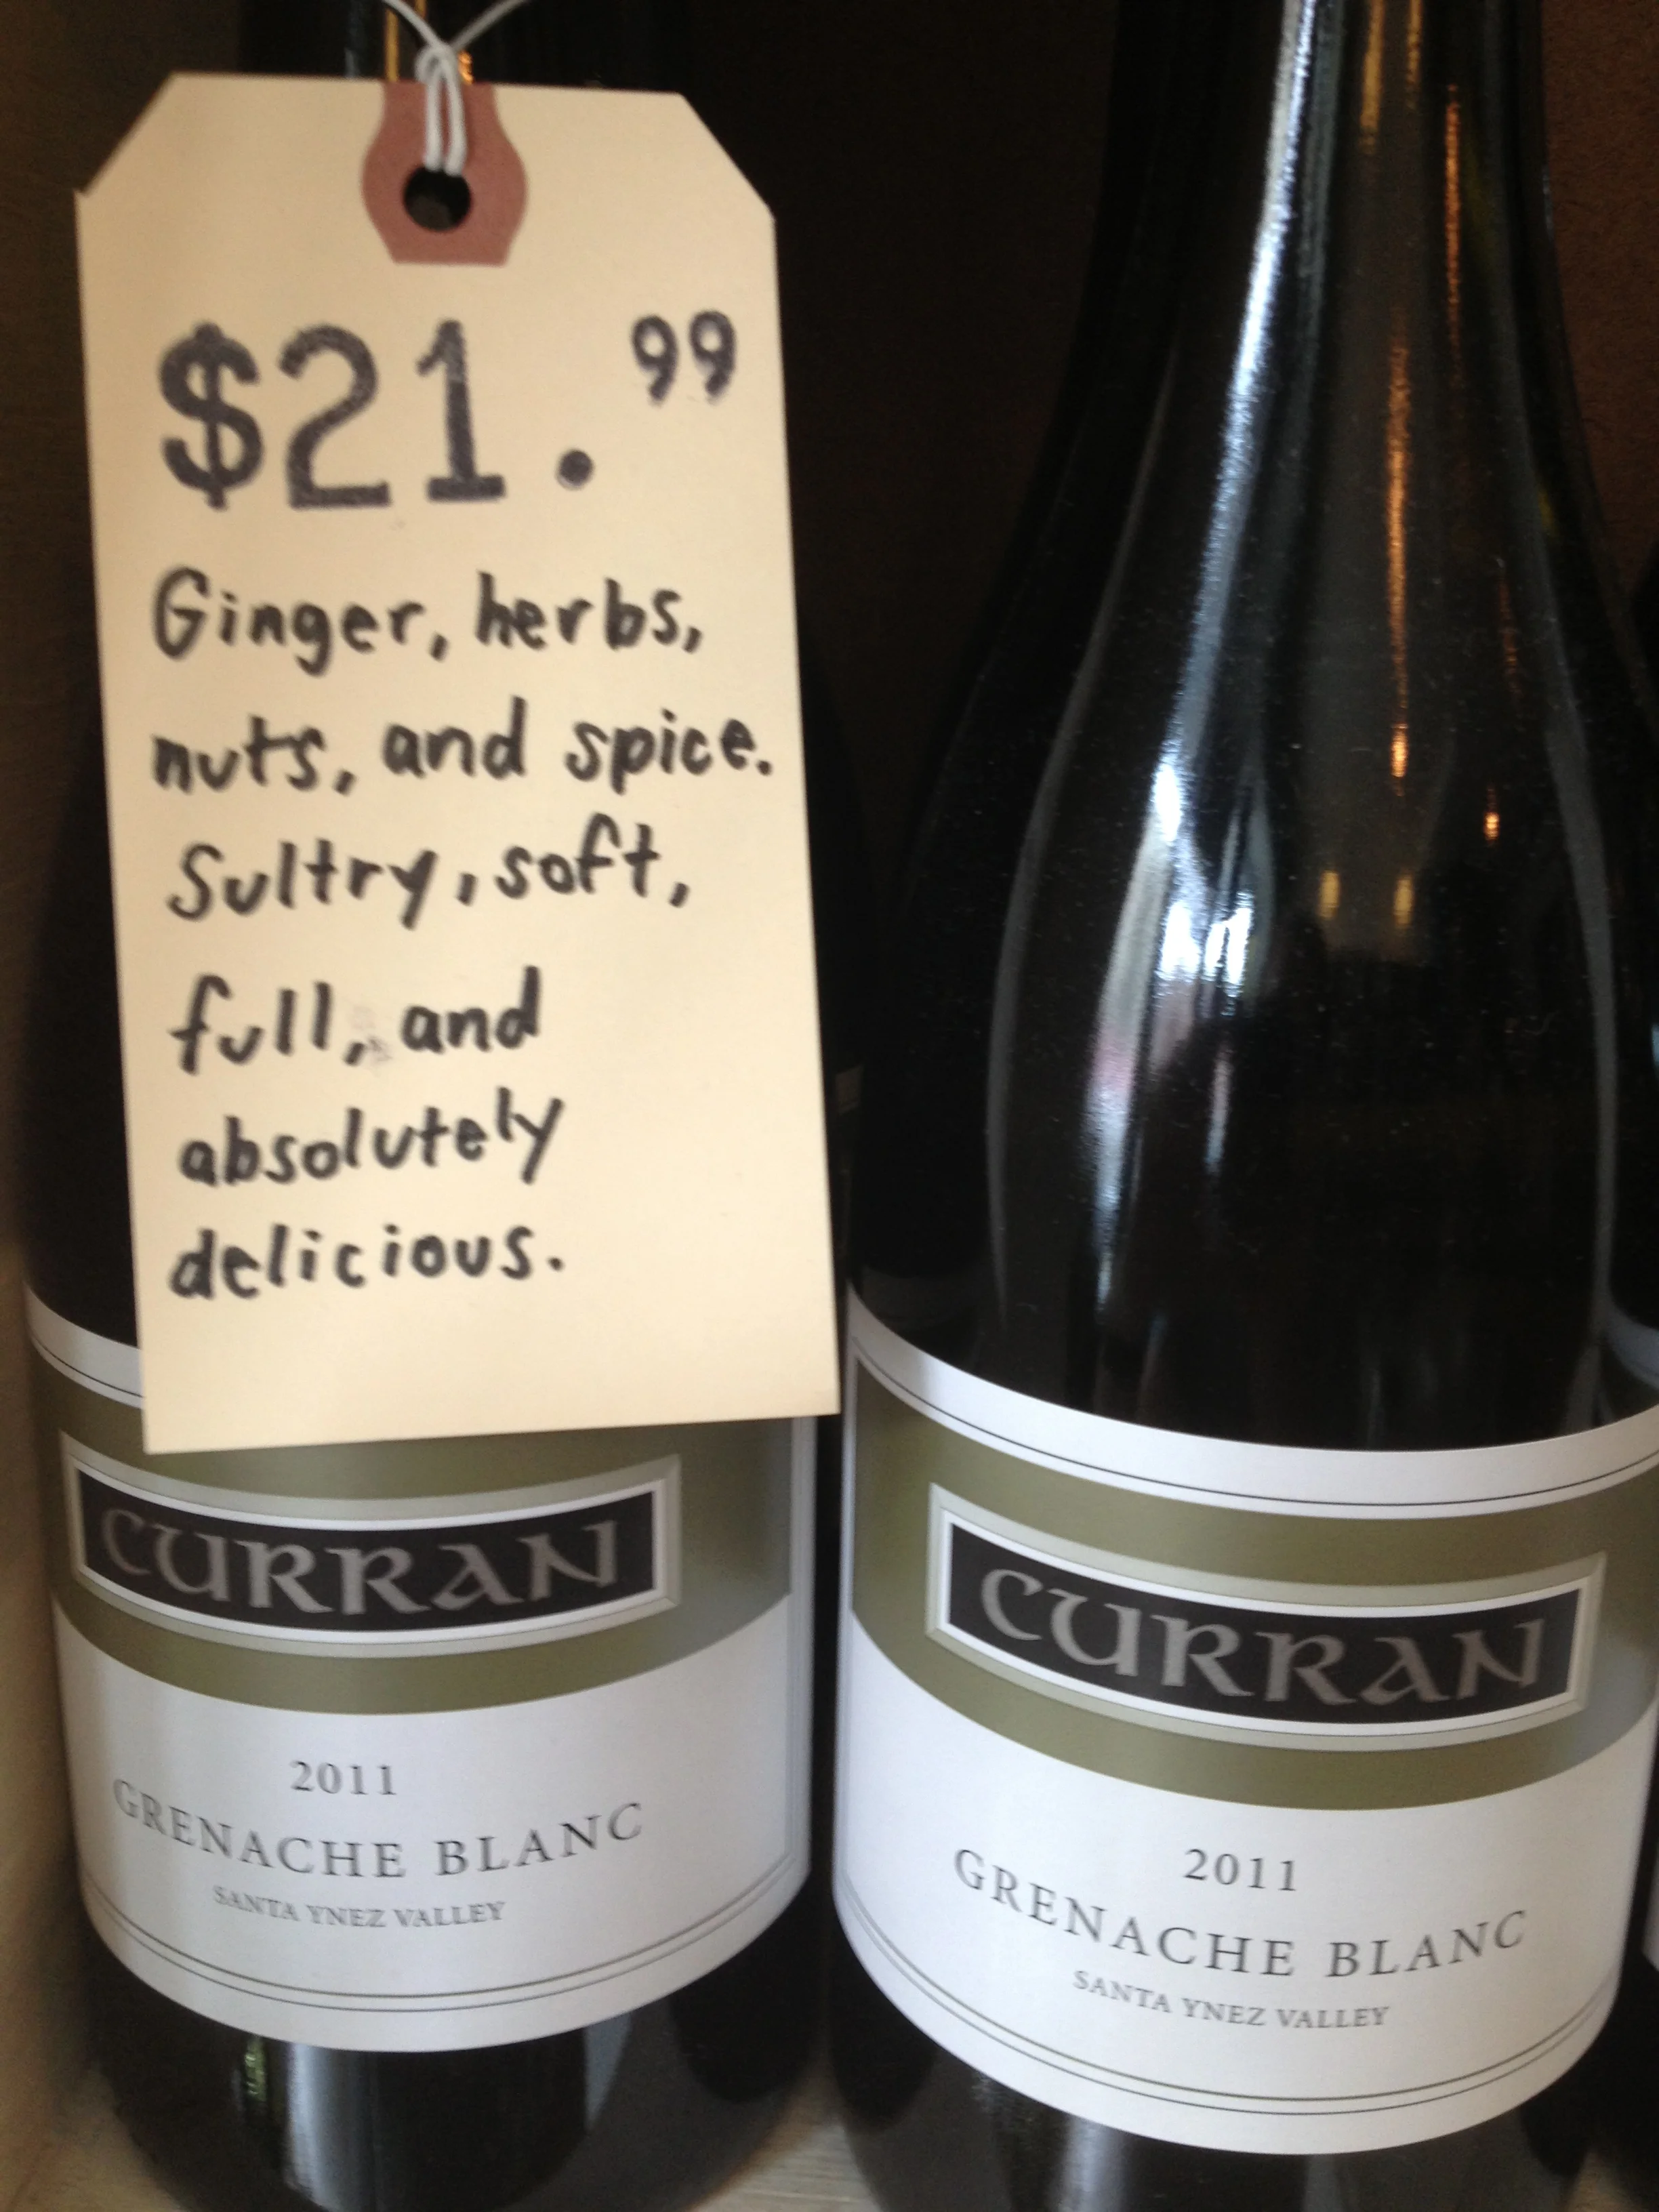 $21.99
Ginger, herbs,
nuts, and spice.
Sultry, soft,
full, and
absolutely
delicious.
CURRAN
2011
GRENACHE BLANC
SANTA YNEZ VALLEY
CURRAN
2011
GRENACHE BLANC
SANTA YNEZ VALLEY